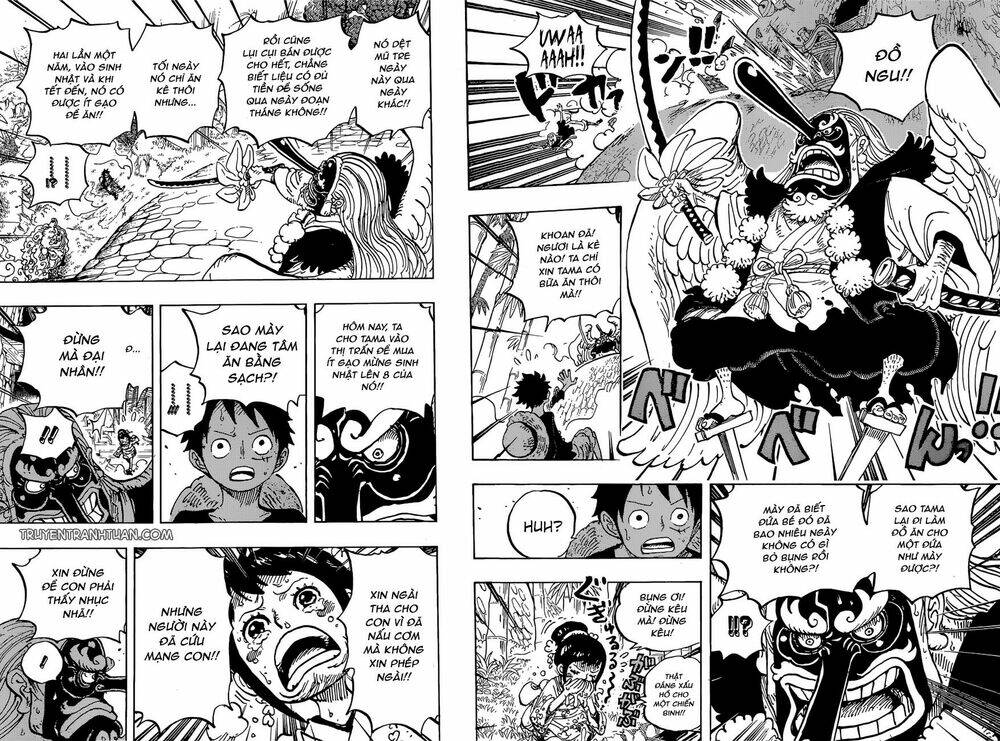 ĐỒ
NGU!!
UWAA
AAAH!!
KHOAN ĐÃ!
NGƯƠI LÀ KẺ
NÀO! TA CHỈ
XIN TAMA CÓ
BỮA ĂN THÔI
MÀ!!
SAO TAMA
LẠI ĐI LÀM
ĐỒ ĂN CHO
MỘT ĐỨA
NHƯ MÀY
ĐƯỢC?!
MÀY ĐÃ BIẾT
ĐỨA BÉ ĐÓ ĐÃ
BAO NHIÊU NGÀY
KHÔNG CÓ GÌ
BỎ BỤNG RỒI
KHÔNG?!
!!?
HUH?
BỤNG ƠI!
ĐỪNG KÊU
MÀ! ĐỪNG
KÊU!
THẬT
ĐÁNG XẤU
HỔ CHO MỘT
CHIẾN
BINH!!
NÓ DỆT
MŨ TRE
NGÀY
NÀY QUA
NGÀY
KHÁC!!
RỒI CŨNG
LỤI CỤI BÁN ĐƯỢC
CHO HẾT, CHẲNG
BIẾT LIỆU CÓ ĐỦ
TIỀN ĐỂ SỐNG
QUA NGÀY ĐOẠN
THÁNG KHÔNG!!
TỐI NGÀY
NÓ CHỈ ĂN
KÊ THÔI
NHƯNG...
HAI LẦN MỘT
NĂM, VÀO SINH
NHẬT VÀ KHI
TẾT ĐẾN, NÓ CÓ
ĐƯỢC ÍT GẠO
ĐỂ ĂN!!
HÔM NAY, TA
CHO TAMA VÀO
THỊ TRẤN ĐỂ MUA
ÍT GẠO MỪNG SINH
NHẬT LÊN 8 CỦA
NÓ!!
SAO MÀY
LẠI ĐANG TÂM
ĂN BẰNG
SẠCH?!
Đ...
ĐỪNG
MÀ ĐẠI
NHÂN!!
!!
TRUYENTRANHTUAN.COM
XIN NGÀI THA
CHO CON VÌ ĐÃ
NẤU CƠM
MÀ KHÔNG
XIN PHÉP
NGÀI!!
NHƯNG
NGƯỜI NÀY
ĐÃ CỨU
MẠNG CON!!
XIN ĐỪNG
ĐỂ CON PHẢI
THẤY NHỤC
NHÃ!!
!